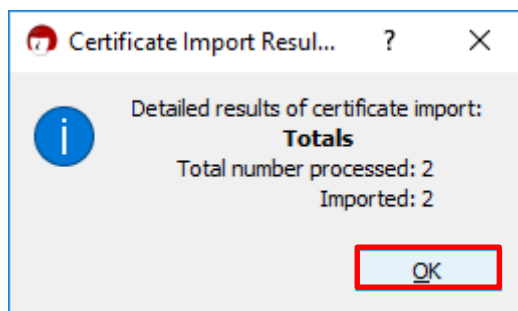 Certificate Import Resul... ?
Detailed results of certificate import:
Totals
Total number processed: 2
Imported: 2
OK